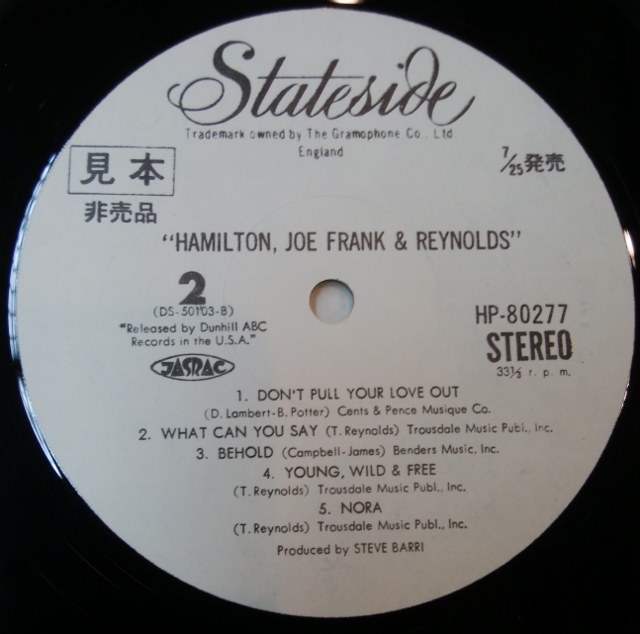 Stateside
Trademark owned by The Gramophone Co., Ltd.
England
見本
非売品
7/25発売
"HAMILTON, JOE FRANK & REYNOLDS"
2
(DS-50103-B)
"Released by Dunhill ABC
Records in the U.S.A."
JASRAC
HP-80277
STEREO
33⅓ r. p. m.
1. DON'T PULL YOUR LOVE OUT
(D. Lambert-B. Potter) Cents & Pence Musique Co.
2. WHAT CAN YOU SAY (T. Reynolds) Trousdale Music Publ., Inc.
3. BEHOLD (Campbell-James) Benders Music, Inc.
4. YOUNG, WILD & FREE
(T. Reynolds) Trousdale Music Publ., Inc.
5. NORA
(T. Reynolds) Trousdale Music Publ., Inc.
Produced by STEVE BARRI